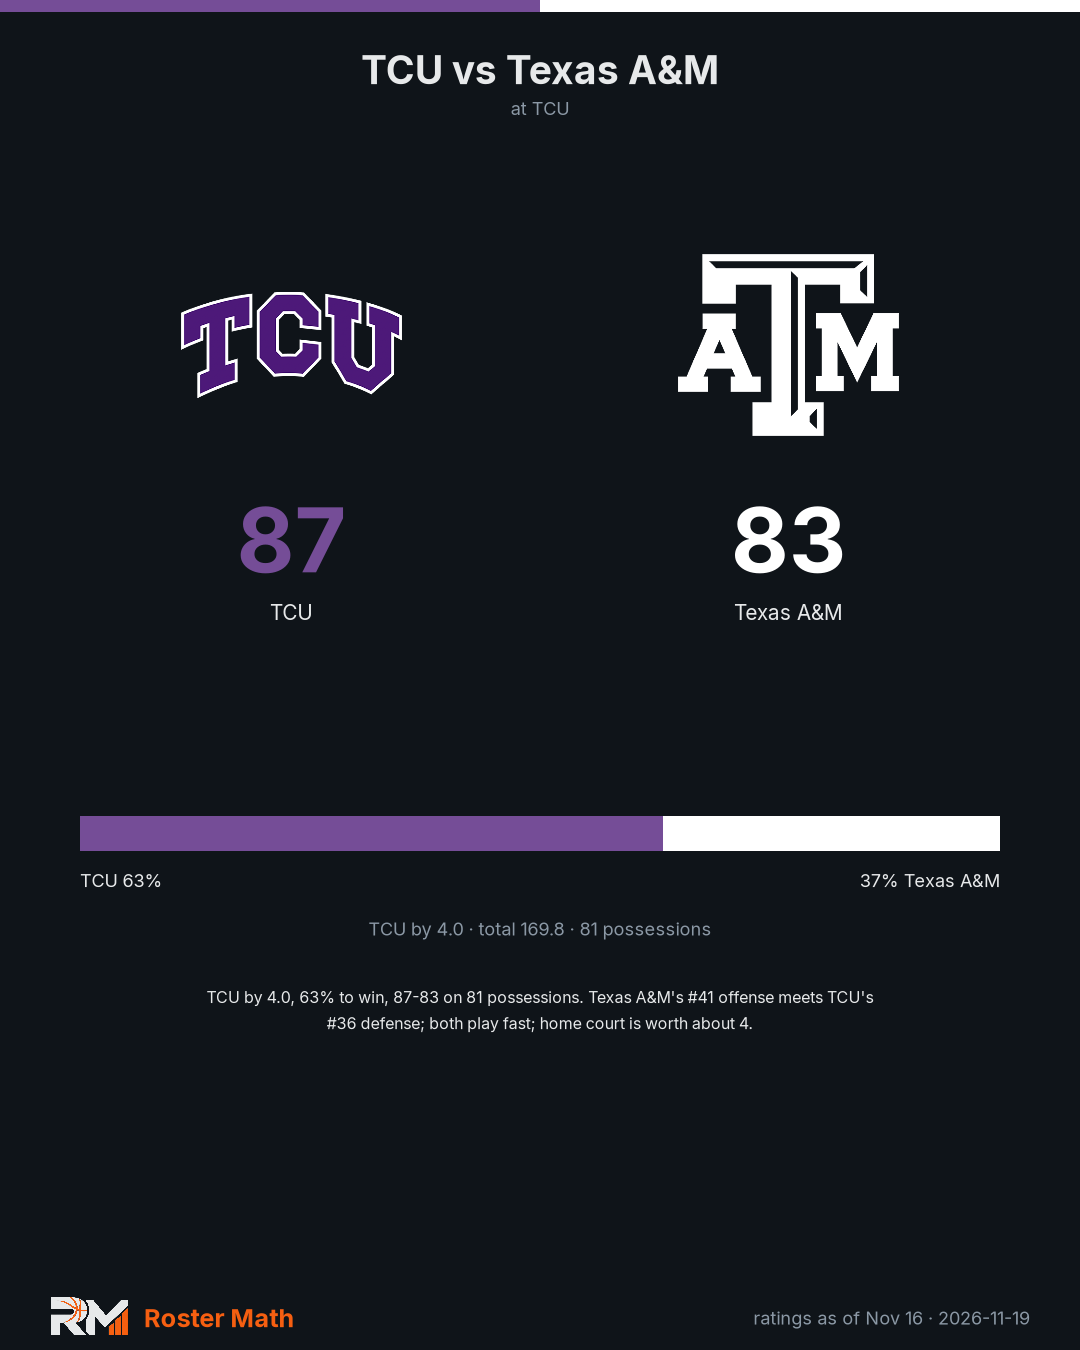 TCU vs Texas A&M
at TCU
TCU
ATM
87
83
TCU
Texas A&M
TCU 63%
37% Texas A&M
TCU by 4.0 · total 169.8 · 81 possessions
TCU by 4.0, 63% to win, 87-83 on 81 possessions. Texas A&M's #41 offense meets TCU's
#36 defense; both play fast; home court is worth about 4.
RM Roster Math
ratings as of Nov 16 · 2026-11-19